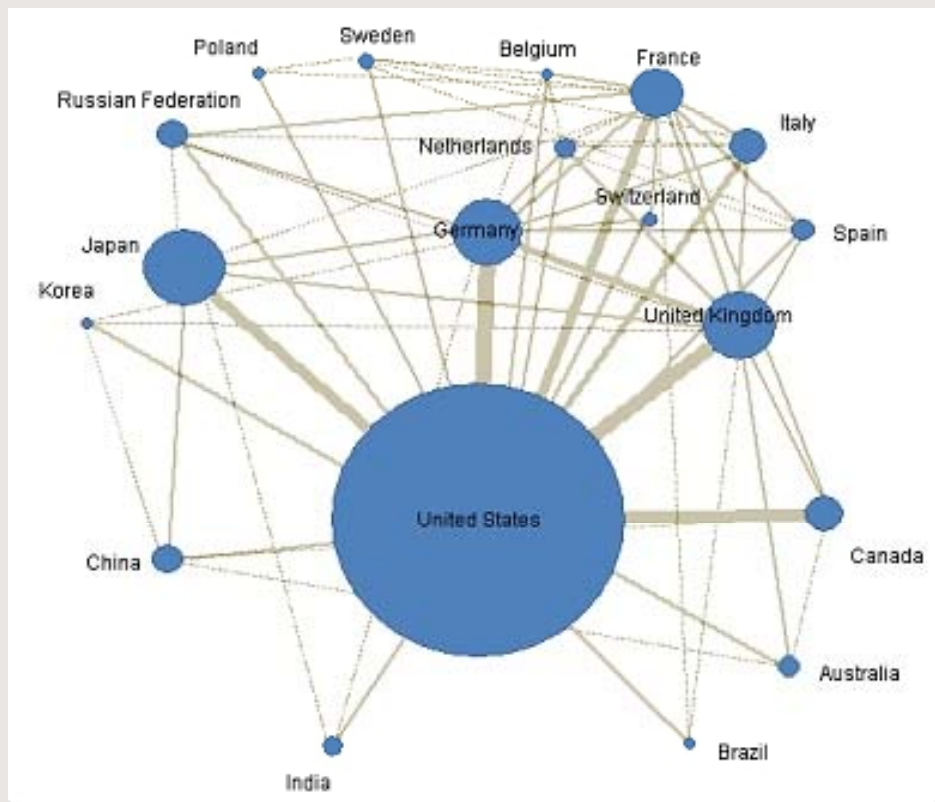 Sweden
Poland
Belgium
France
Russian Federation
Italy
Netherlands
Switzerland
Germany
Spain
Japan
Korea
United Kingdom
United States
China
Canada
Australia
Brazil
India